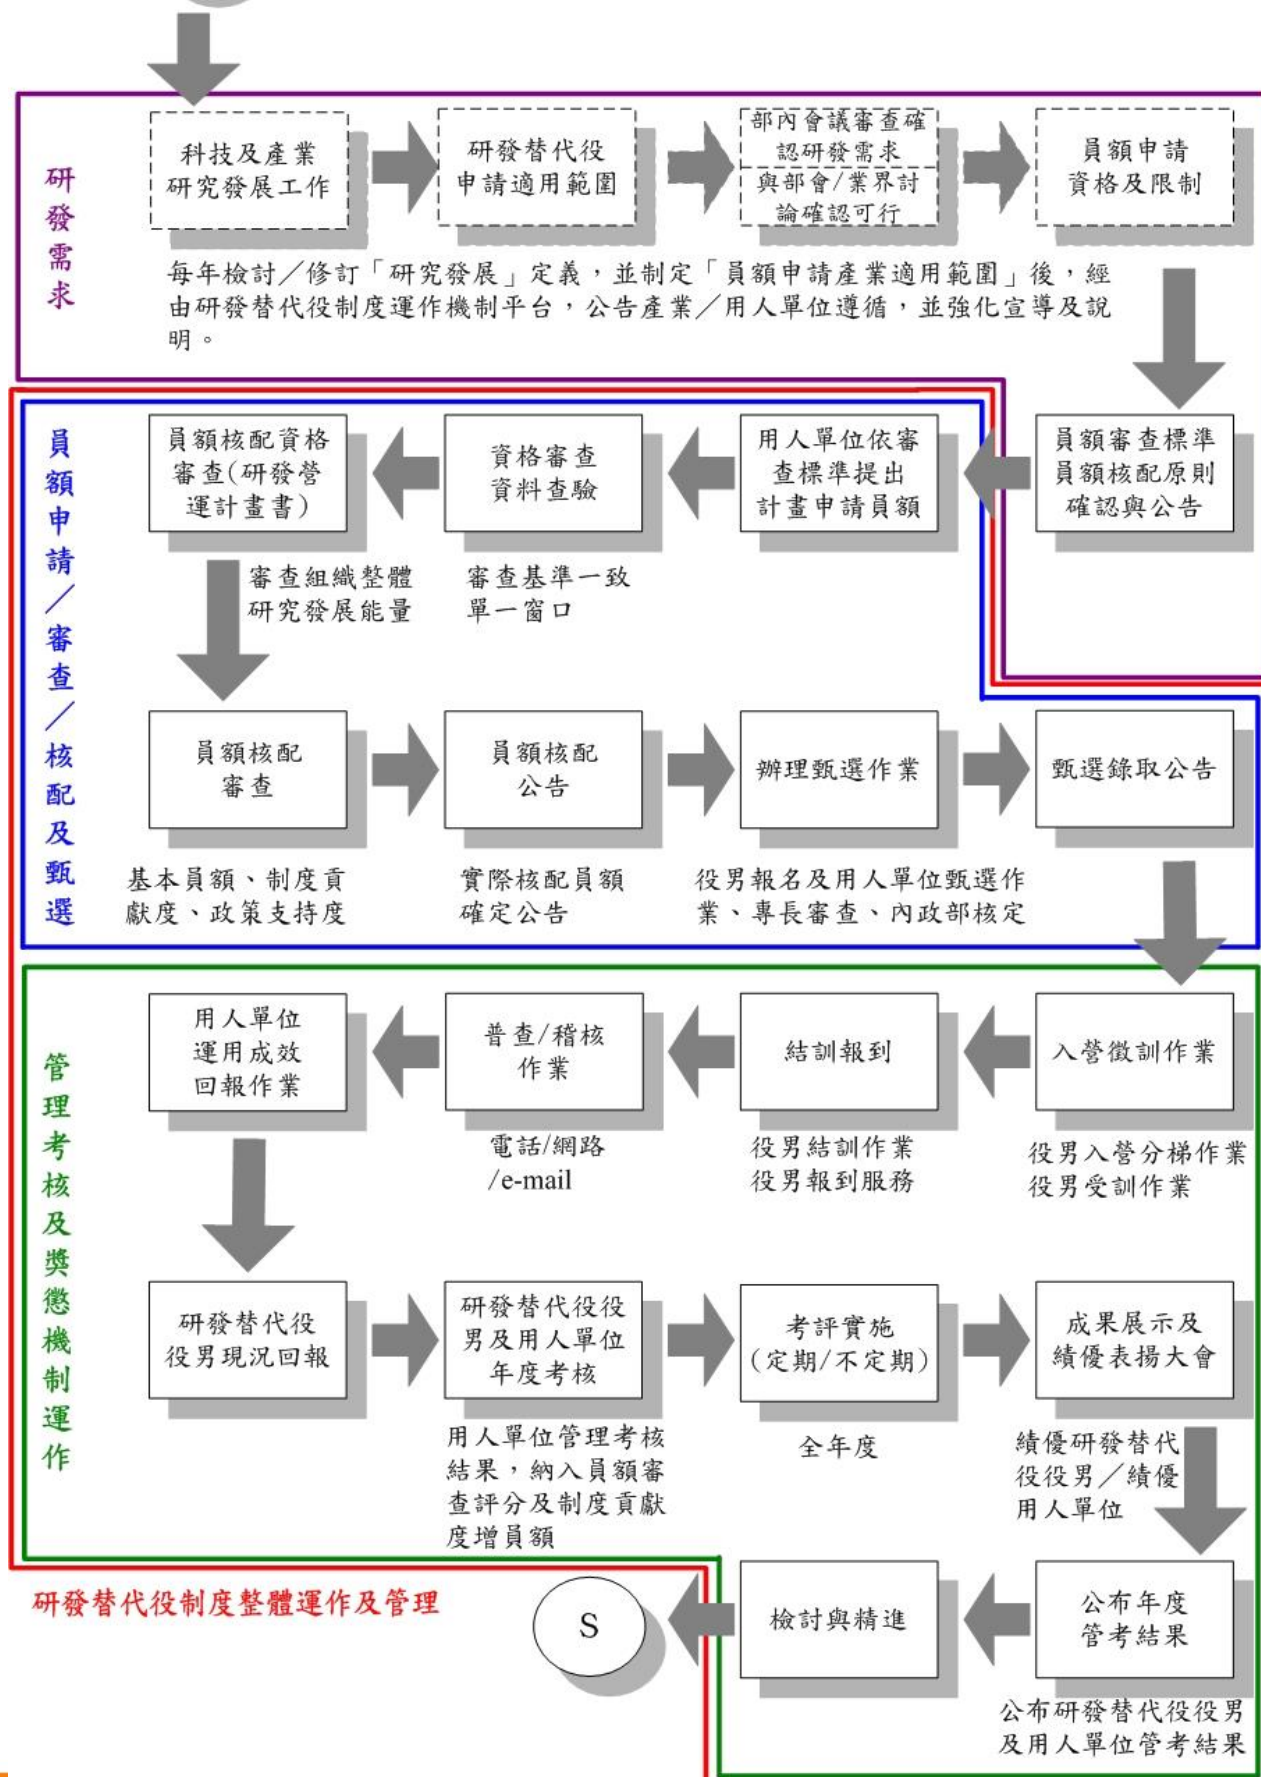 研發需求
科技及產業
研究發展工作
研發替代役
申請適用範圍
部內會議審查確
認研發需求
與部會/業界討
論確認可行
員額申請
資格及限制
每年檢討／修訂「研究發展」定義，並制定「員額申請產業適用範圍」後，經
由研發替代役制度運作機制平台，公告產業／用人單位遵循，並強化宣導及說
明。
員額審查標準
員額核配原則
確認與公告
員額申請／審查／核配及甄選
用人單位依審
查標準提出
計畫申請員額
資格審查
資料查驗
審查基準一致
單一窗口
員額核配資格
審查(研發營
運計畫書)
審查組織整體
研究發展能量
員額核配
審查
基本員額、制度貢
獻度、政策支持度
員額核配
公告
實際核配員額
確定公告
辦理甄選作業
役男報名及用人單位甄選作
業、專長審查、內政部核定
甄選錄取公告
管理考核及獎懲機制運作
入營徵訓作業
役男入營分梯作業
役男受訓作業
結訓報到
役男結訓作業
役男報到服務
普查/稽核
作業
電話/網路
/e-mail
用人單位
運用成效
回報作業
研發替代役
役男現況回報
研發替代役役
男及用人單位
年度考核
用人單位管理考核
結果，納入員額審
查評分及制度貢獻
度增員額
考評實施
(定期/不定期)
全年度
成果展示及
績優表揚大會
績優研發替代
役役男／績優
用人單位
公布年度
管考結果
公布研發替代役役男
及用人單位管考結果
檢討與精進
S
研發替代役制度整體運作及管理